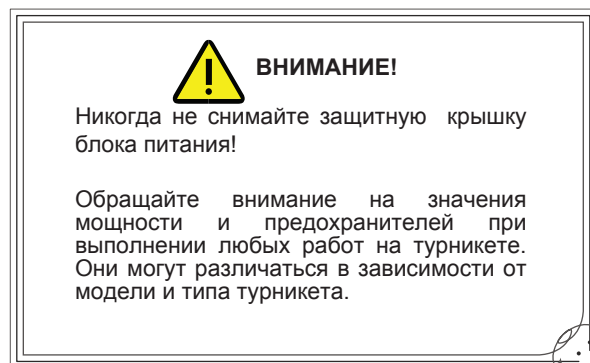 ВНИМАНИЕ!
Никогда не снимайте защитную крышку
блока питания!
Обращайте внимание на значения
мощности и предохранителей при
выполнении любых работ на турникете.
Они могут различаться в зависимости от
модели и типа турникета.